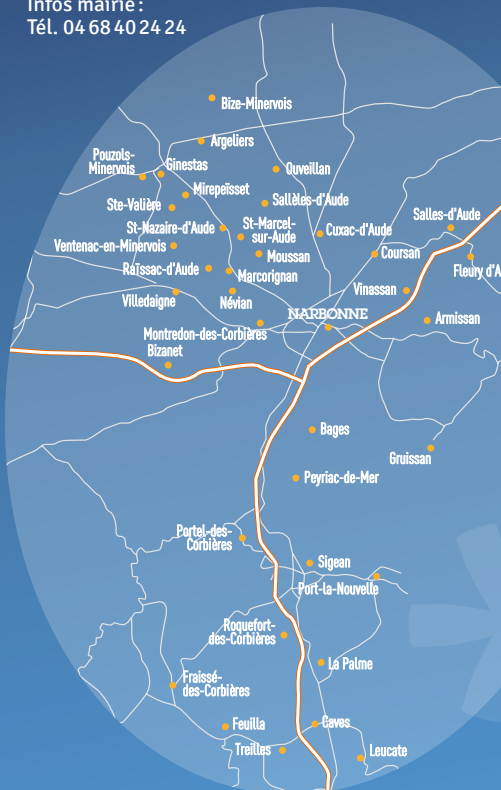 Infos mairie :
Tél. 04 68 40 24 24
Bize-Minervois
Argeliers
Pouzols-
Minervois
Ginestas
Ouveillan
Mirepeïsset
Ste-Valière
Sallèles-d'Aude
Salles-d'Aude
St-Nazaire-d'Aude
St-Marcel-
sur-Aude
Cuxac-d'Aude
Ventenac-en-Minervois
Moussan
Coursan
Fleury d'A
Raïssac-d'Aude
Marcorignan
Vinassan
Villedaigne
Névian
NARBONNE
Armissan
Montredon-des-Corbières
Bizanet
Bages
Gruissan
Peyriac-de-Mer
Portel-des-
Corbières
Sigean
Port-la-Nouvelle
Roquefort-
des-Corbières
La Palme
Fraissé-
des-Corbières
Feuilla
Caves
Treilles
Leucate